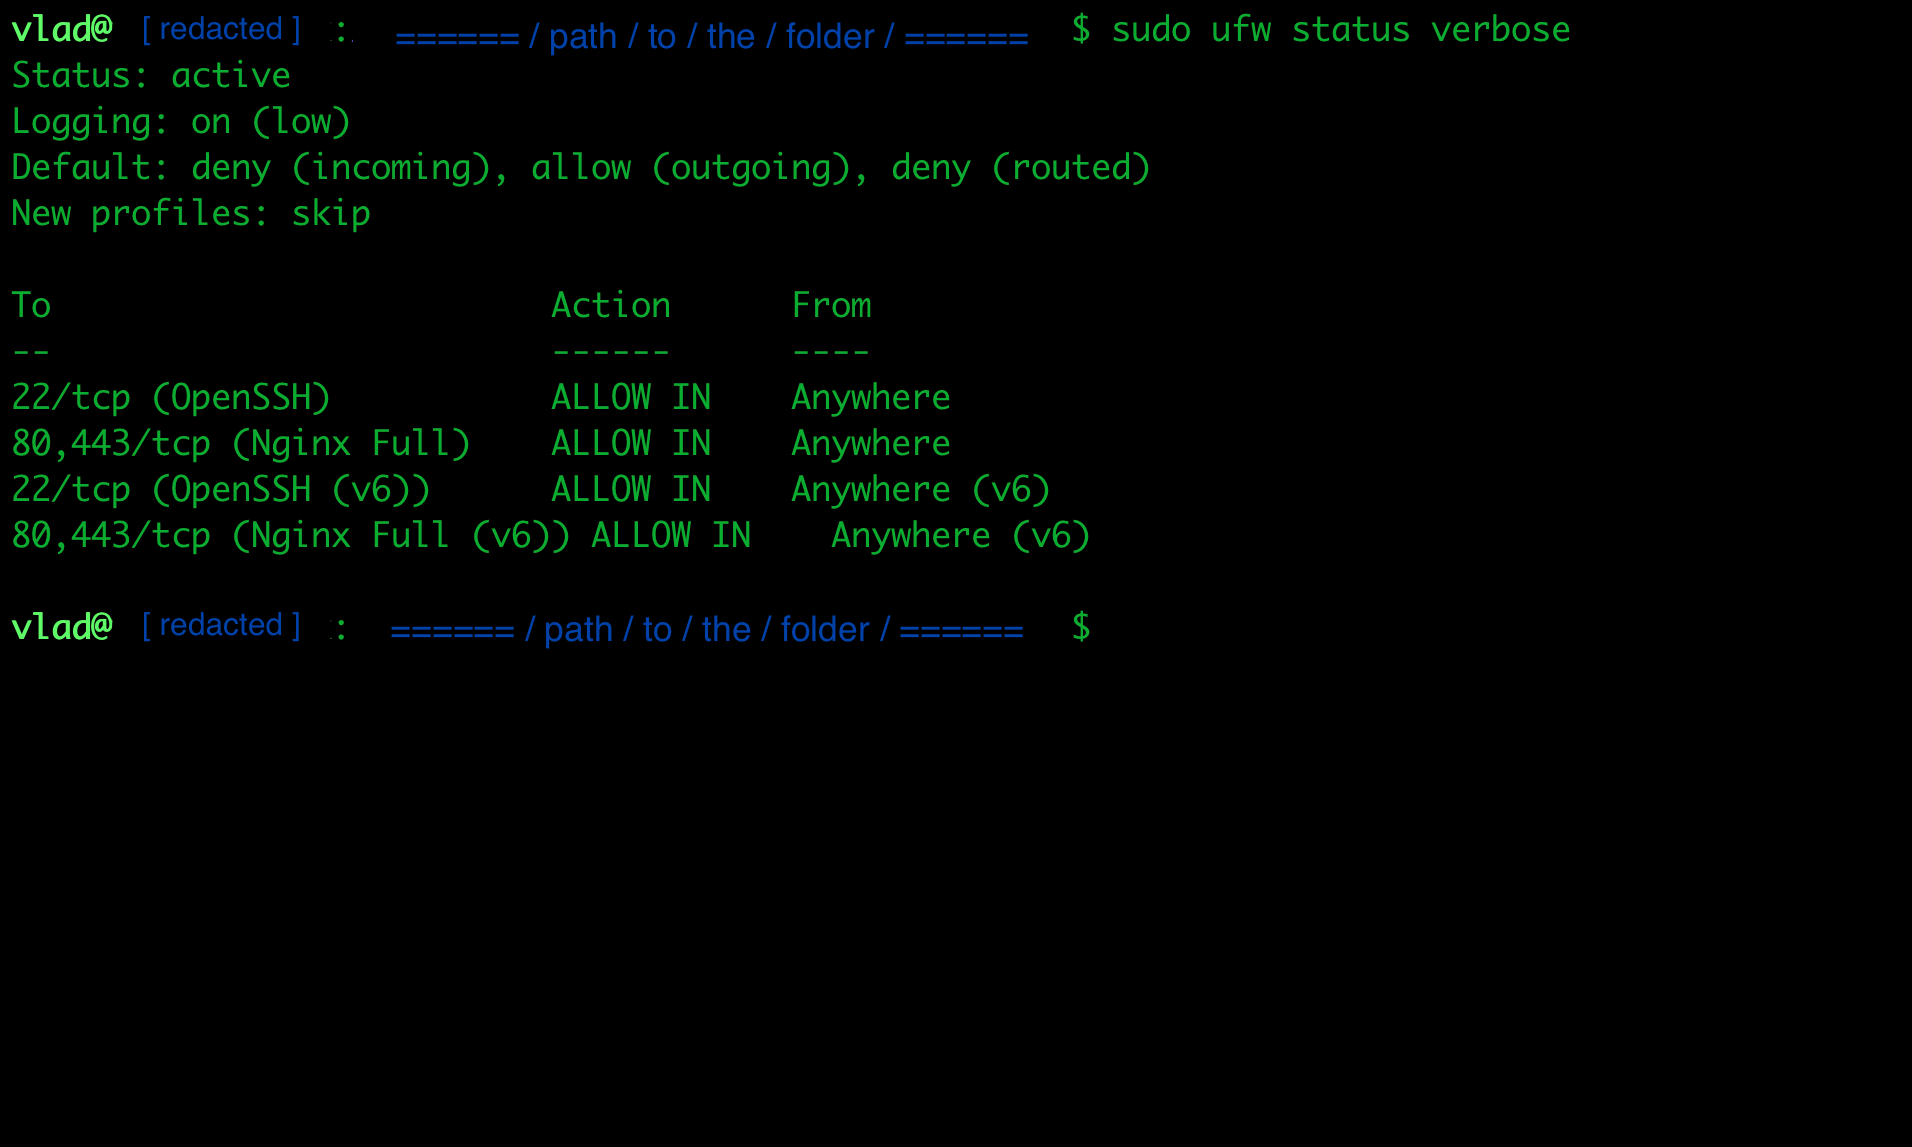 vlad@ [ redacted ] : ====== / path / to / the / folder / ====== $ sudo ufw status verbose
Status: active
Logging: on (low)
Default: deny (incoming), allow (outgoing), deny (routed)
New profiles: skip
To                         Action      From
--                         ------      ----
22/tcp (OpenSSH)           ALLOW IN    Anywhere
80,443/tcp (Nginx Full)    ALLOW IN    Anywhere
22/tcp (OpenSSH (v6))      ALLOW IN    Anywhere (v6)
80,443/tcp (Nginx Full (v6)) ALLOW IN    Anywhere (v6)
vlad@ [ redacted ] : ====== / path / to / the / folder / ====== $